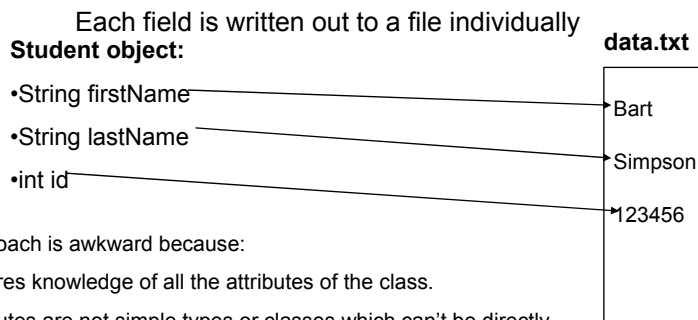 Each field is written out to a file individually
Student object:
data.txt
•String firstName
Bart
•String lastName
Simpson
•int id
123456
oach is awkward because:
res knowledge of all the attributes of the class.
utes are not simple types or classes which can't be directly